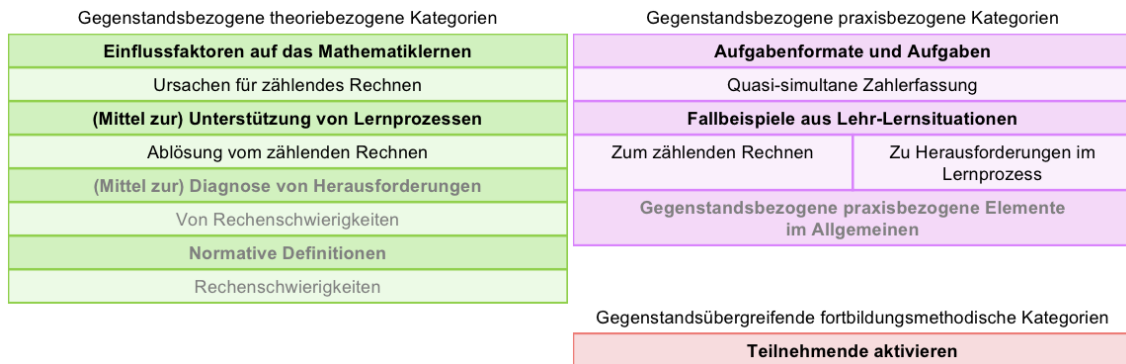 Gegenstandsbezogene theoriebezogene Kategorien
Einflussfaktoren auf das Mathematiklernen
Ursachen für zählendes Rechnen
(Mittel zur) Unterstützung von Lernprozessen
Ablösung vom zählenden Rechnen
(Mittel zur) Diagnose von Herausforderungen
Von Rechenschwierigkeiten
Normative Definitionen
Rechenschwierigkeiten
Gegenstandsbezogene praxisbezogene Kategorien
Aufgabenformate und Aufgaben
Quasi-simultane Zahlerfassung
Fallbeispiele aus Lehr-Lernsituationen
Zum zählenden Rechnen
Zu Herausforderungen im
Lernprozess
Gegenstandsbezogene praxisbezogene Elemente
im Allgemeinen
Gegenstandsübergreifende fortbildungsmethodische Kategorien
Teilnehmende aktivieren